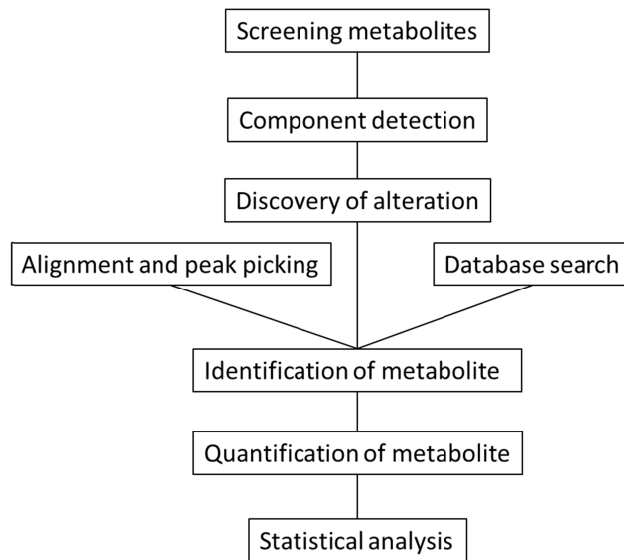 Screening metabolites
Component detection
Discovery of alteration
Alignment and peak picking
Database search
Identification of metabolite
Quantification of metabolite
Statistical analysis